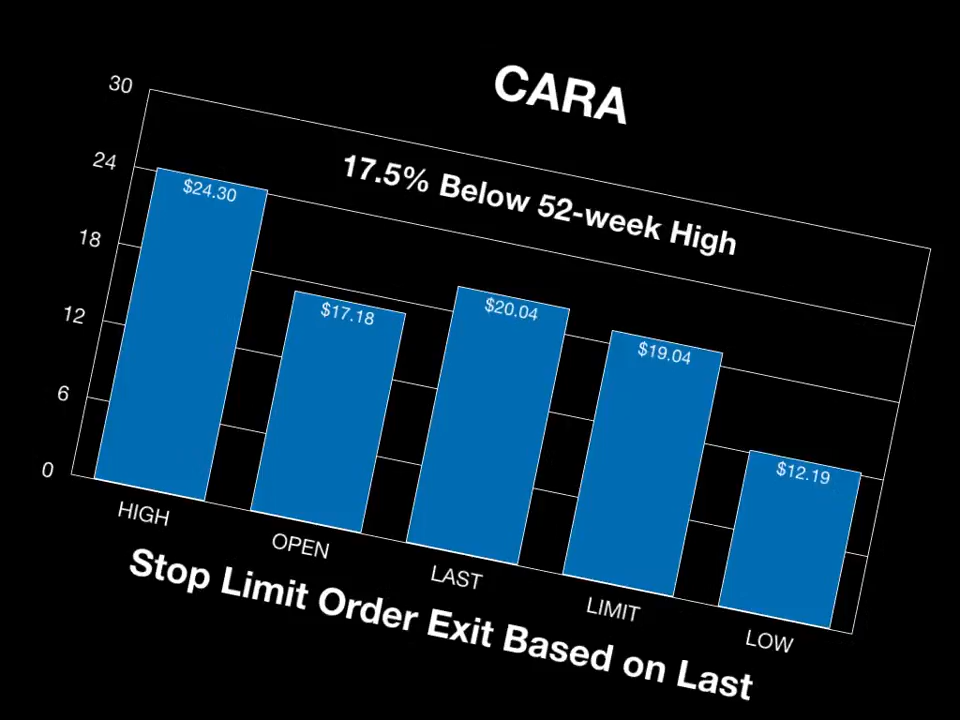 CARA
17.5% Below 52-week High
30
24
18
12
6
0
$24.30
$17.18
$20.04
$19.04
$12.19
HIGH
OPEN
LAST
LIMIT
LOW
Stop Limit Order Exit Based on Last